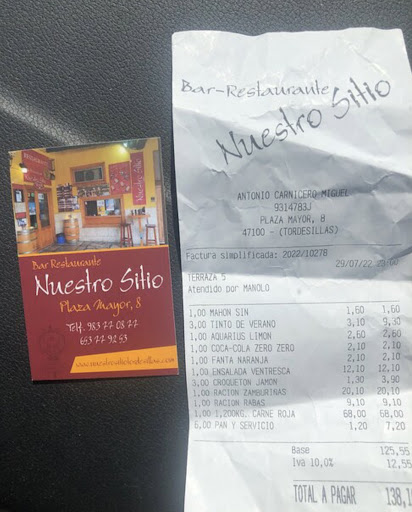 Bar Restaurante
Nuestro Sitio
Plaza Mayor, 8
Telf. 983 77 08 77
653 77 92 53
Bar-Restaurante
Nuestro Sitio
ANTONIO CARNICERO MIGUEL
9314783J
PLAZA MAYOR, 8
47100 - (TORDESILLAS)
Factura simplificada: 2022/10278
29/07/22
TERRAZA 5
Atendido por MANOLO
1,00 MAHON SIN 1,60 1,60
3,00 TINTO DE VERANO 3,10 9,30
1,00 AQUARIUS LIMON 2,60 2,60
1,00 COCA-COLA ZERO ZERO 2,10 2,10
1,00 FANTA NARANJA 2,10 2,10
1,00 ENSALADA VENTRESCA 12,10 12,10
3,00 CROQUETON JAMON 1,30 3,90
1,00 RACION ZAMBURIÑAS 20,10 20,10
1,00 RACION RABAS 9,10 9,10
1,00 1,200KG. CARNE ROJA 68,00 68,00
6,00 PAN Y SERVICIO 1,20 7,20
Base 125,55
Iva 10,0% 12,55
TOTAL A PAGAR 138,1